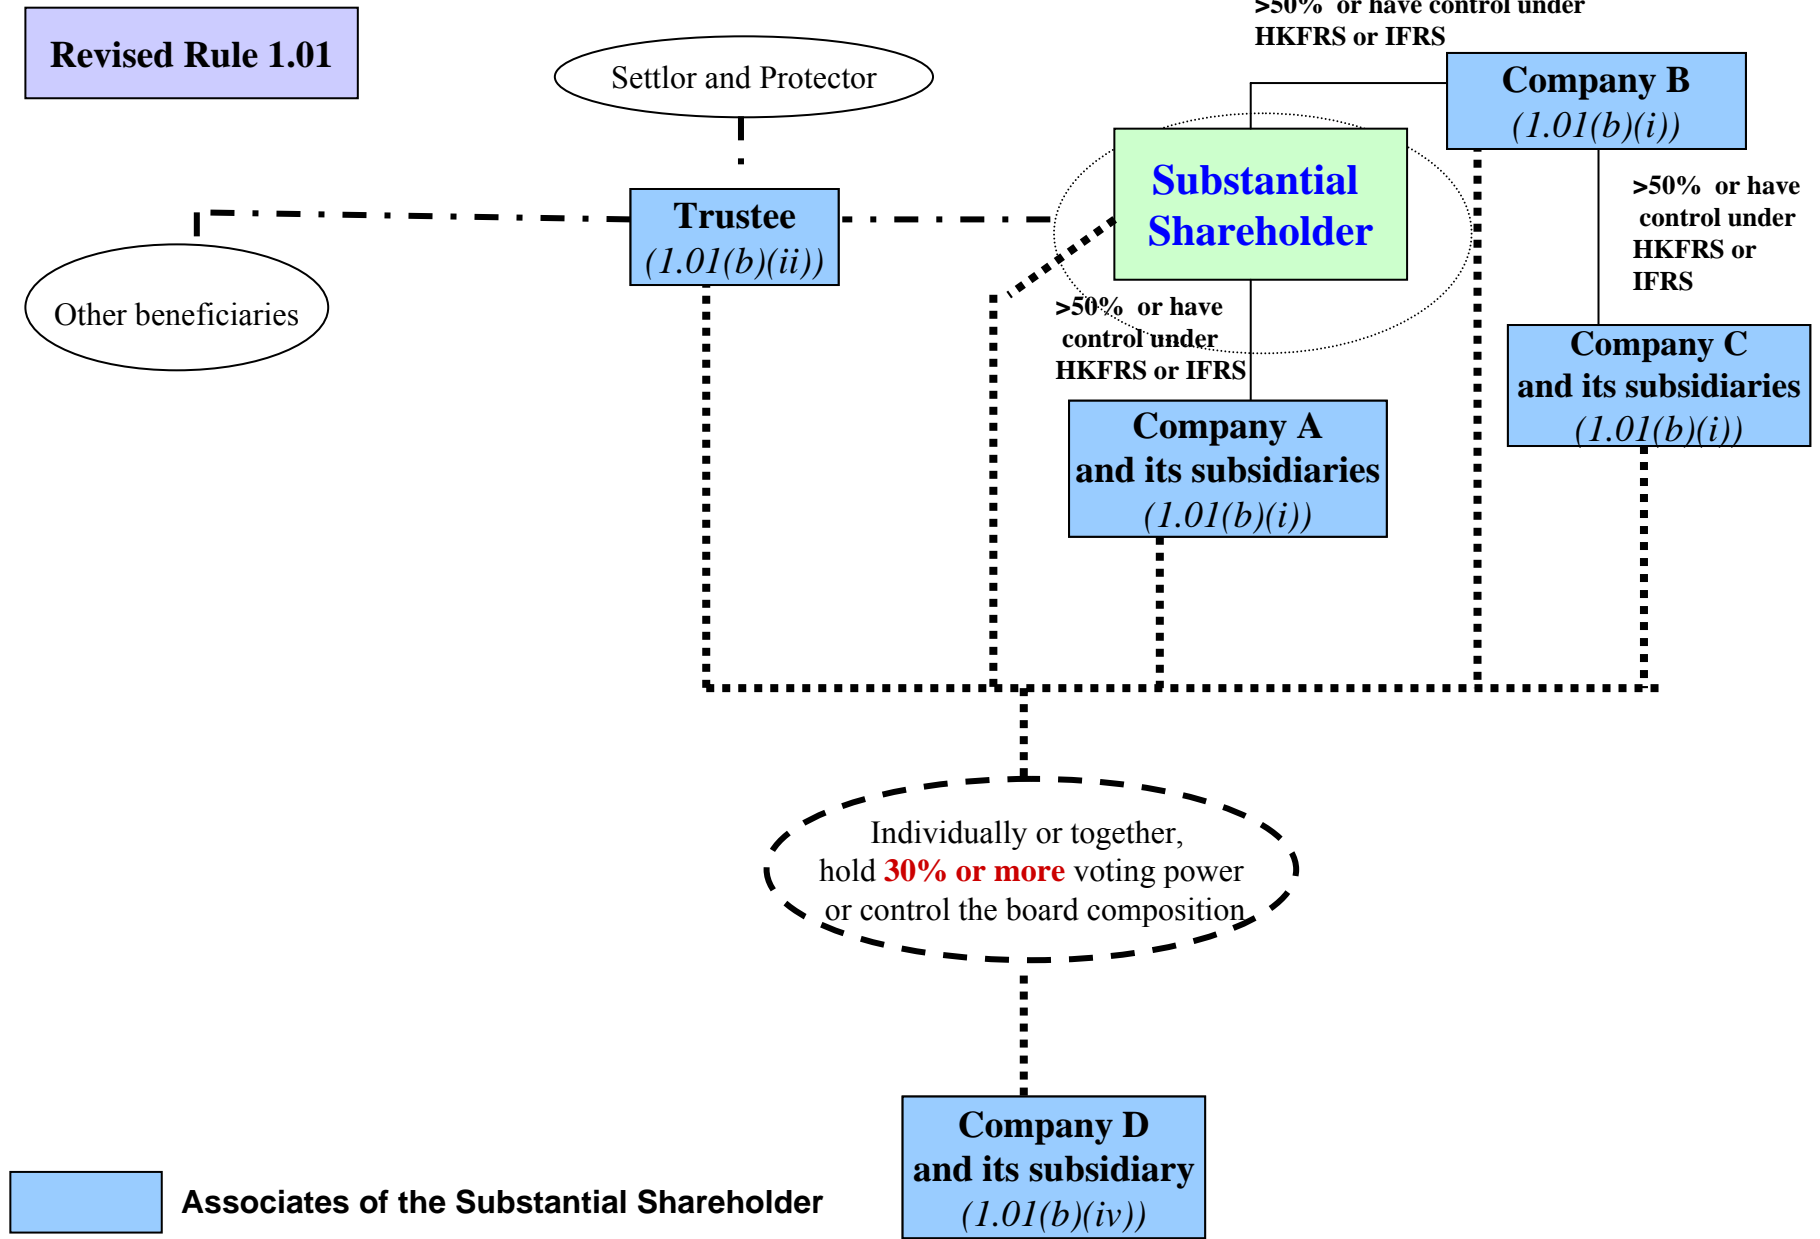 >50% or have control under
HKFRS or IFRS
Revised Rule 1.01
Settlor and Protector
Company B
(1.01(b)(i))
Substantial
Shareholder
>50% or have
control under
HKFRS or
IFRS
Trustee
(1.01(b)(ii))
Other beneficiaries
>50% or have
control under
HKFRS or IFRS
Company C
and its subsidiaries
(1.01(b)(i))
Company A
and its subsidiaries
(1.01(b)(i))
Individually or together,
hold 30% or more voting power
or control the board composition
Company D
and its subsidiary
(1.01(b)(iv))
Associates of the Substantial Shareholder